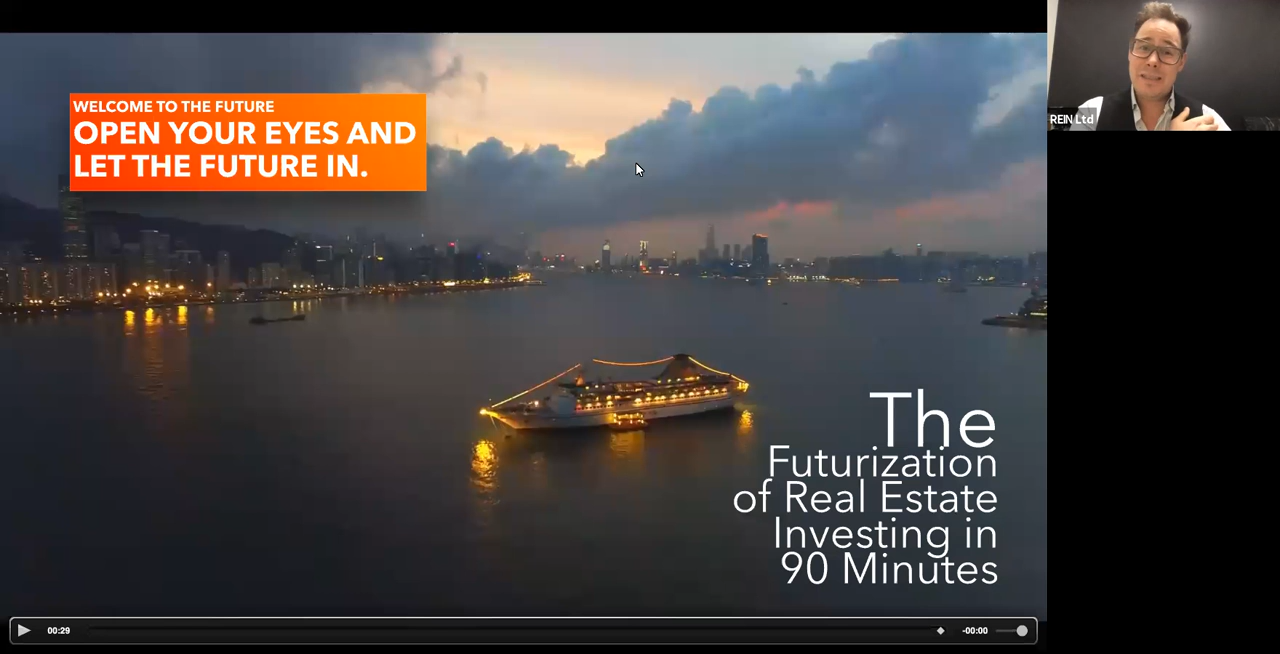 WELCOME TO THE FUTURE
OPEN YOUR EYES AND
LET THE FUTURE IN.
REIN Ltd
The
Futurization
of Real Estate
Investing in
90 Minutes
00:29
-00:00